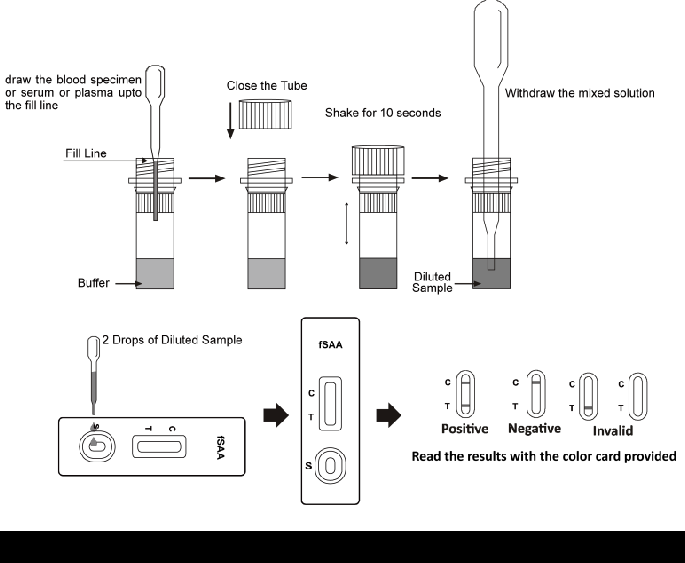 draw the blood specimen
or serum or plasma upto
the fill line
Close the Tube
Shake for 10 seconds
Withdraw the mixed solution
Fill Line
Buffer
Diluted
Sample
2 Drops of Diluted Sample
S
T
C
fSAA
fSAA
C
T
S
C
T
C
T
C
T
C
T
Positive
Negative
Invalid
Read the results with the color card provided